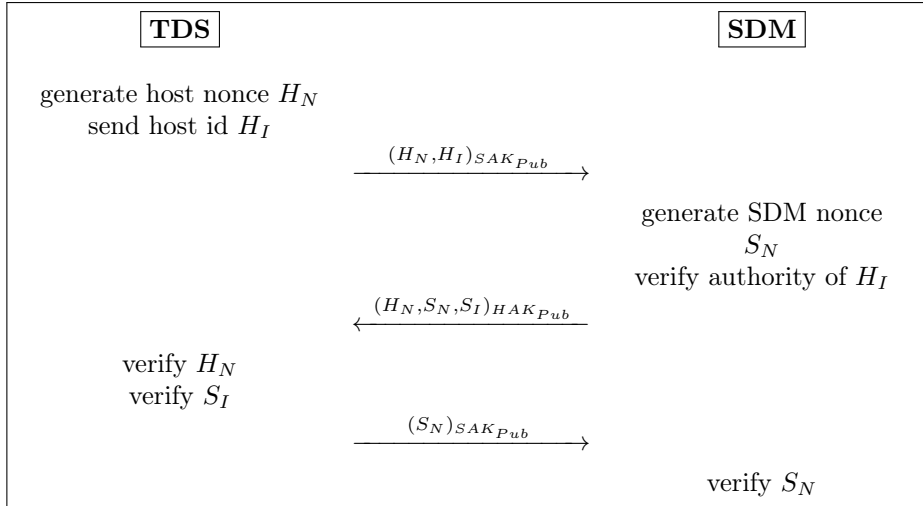 TDS SDM
generate host nonce H_N
send host id H_I
(H_N,H_I)_{SAK_{Pub}}
generate SDM nonce
S_N
verify authority of H_I
(H_N,S_N,S_I)_{HAK_{Pub}}
verify H_N
verify S_I
(S_N)_{SAK_{Pub}}
verify S_N